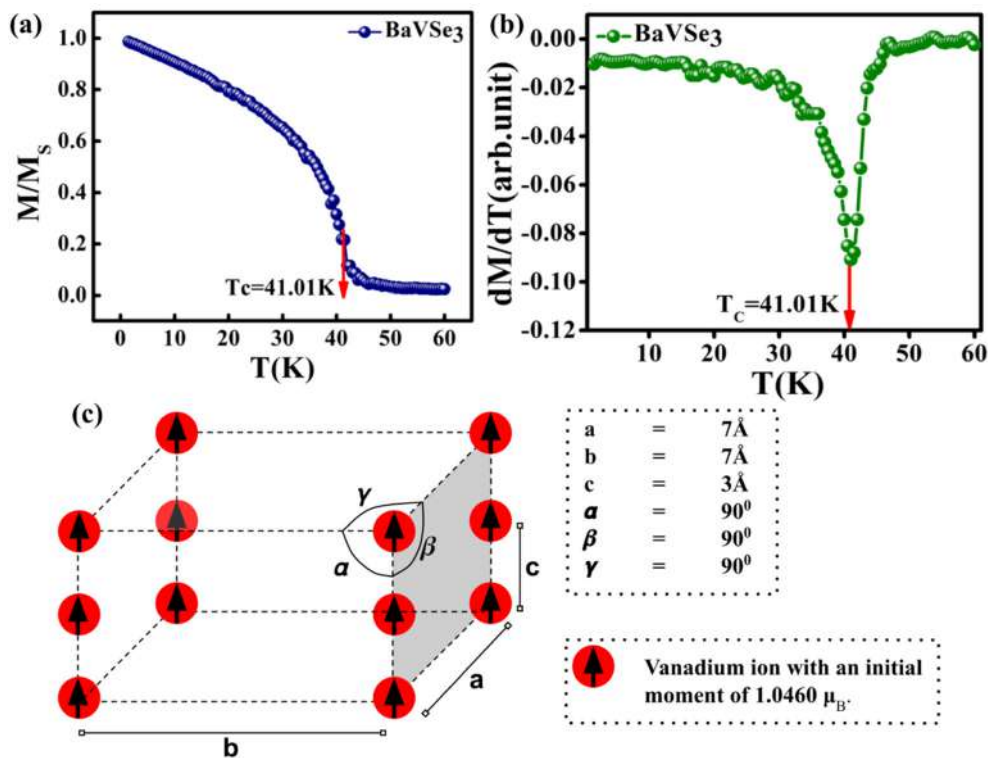 (a)
BaVSe3
1.0
0.8
0.6
0.4
0.2
0.0
M/MS
Tc=41.01K
0 10 20 30 40 50 60
T(K)
(b)
BaVSe3
0.00
-0.02
-0.04
-0.06
-0.08
-0.10
-0.12
dM/dT(arb.unit)
TC=41.01K
10 20 30 40 50 60
T(K)
(c)
γ
β
α
c
a
b
a = 7Å
b = 7Å
c = 3Å
α = 90⁰
β = 90⁰
γ = 90⁰
Vanadium ion with an initial
moment of 1.0460 μB.